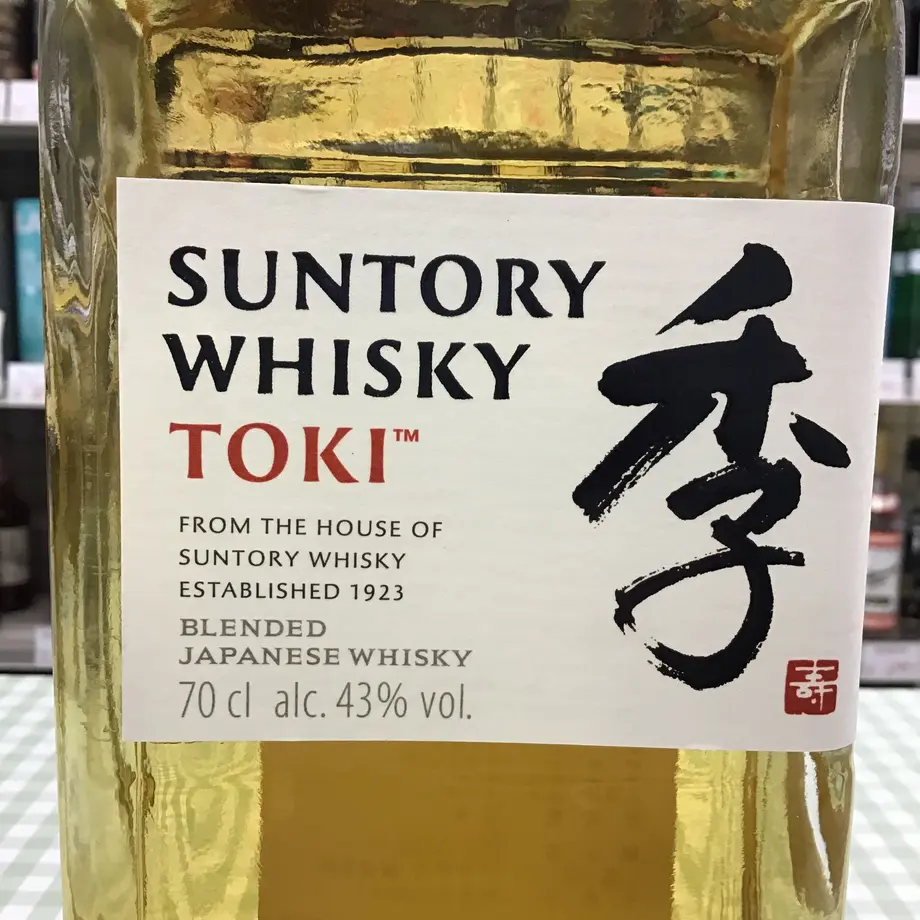 SUNTORY
WHISKY
TOKI™
FROM THE HOUSE OF
SUNTORY WHISKY
ESTABLISHED 1923
BLENDED
JAPANESE WHISKY
70 cl alc. 43% vol.
季
寿